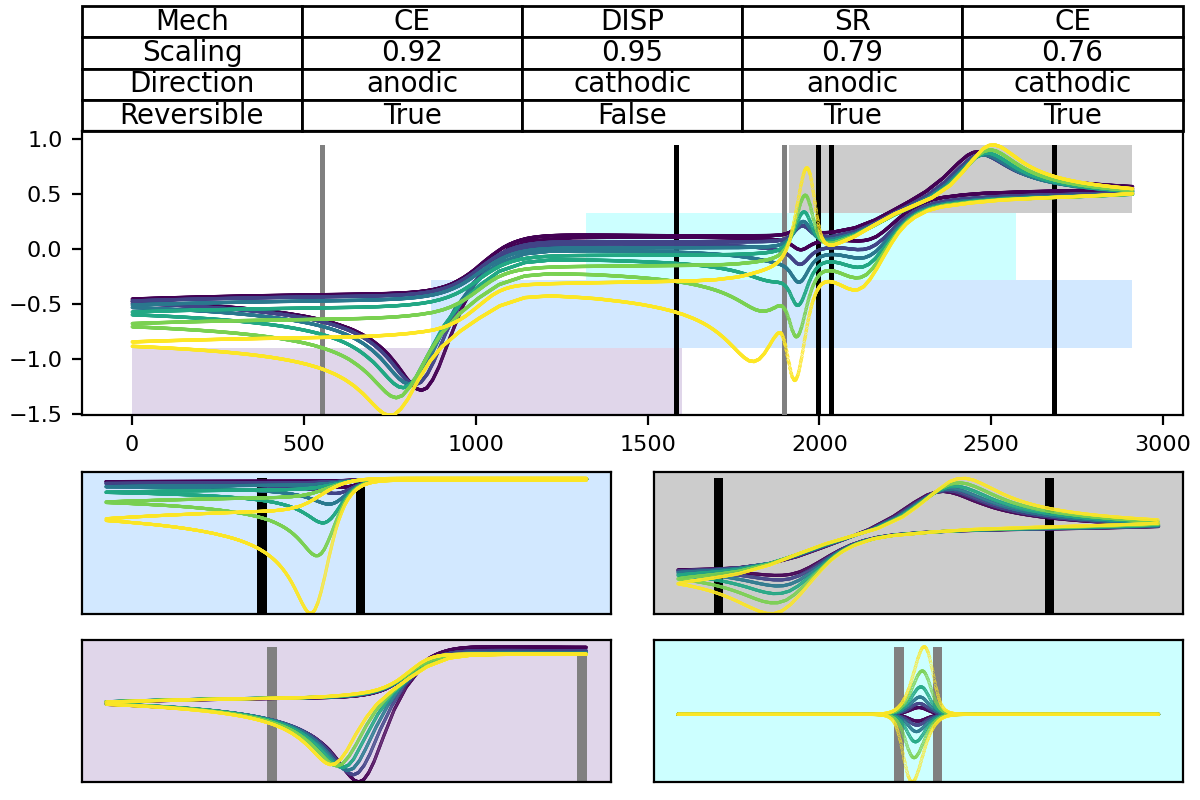 Mech CE DISP SR CE
Scaling 0.92 0.95 0.79 0.76
Direction anodic cathodic anodic cathodic
Reversible True False True True
1.0
0.5
0.0
−0.5
−1.0
−1.5
0 500 1000 1500 2000 2500 3000